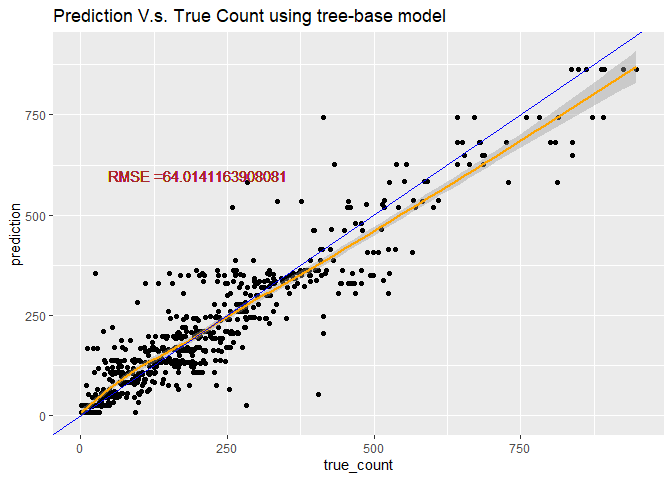 Prediction V.s. True Count using tree-base model
RMSE =64.0141163908081
prediction
750
500
250
0
0 250 500 750
true_count